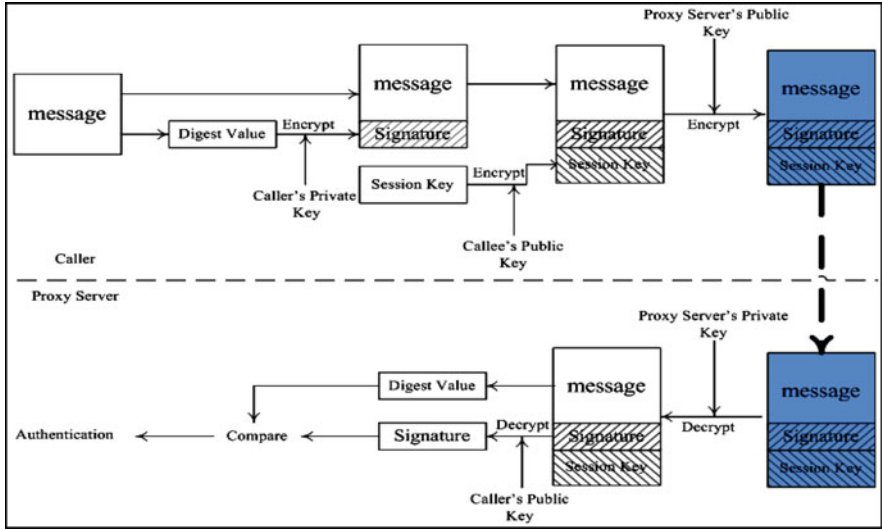 Proxy Server's Public
Key
message
message
message
message
Digest Value
Encrypt
Signature
Signature
Encrypt
Signature
Session Key
Encrypt
Session Key
Session Key
Caller's Private
Key
Callee's Public
Key
Caller
Proxy Server
Proxy Server's Private
Key
Digest Value
message
message
Authentication
Compare
Signature
Decrypt
Signature
Decrypt
Signature
Session Key
Session Key
Caller's Public
Key